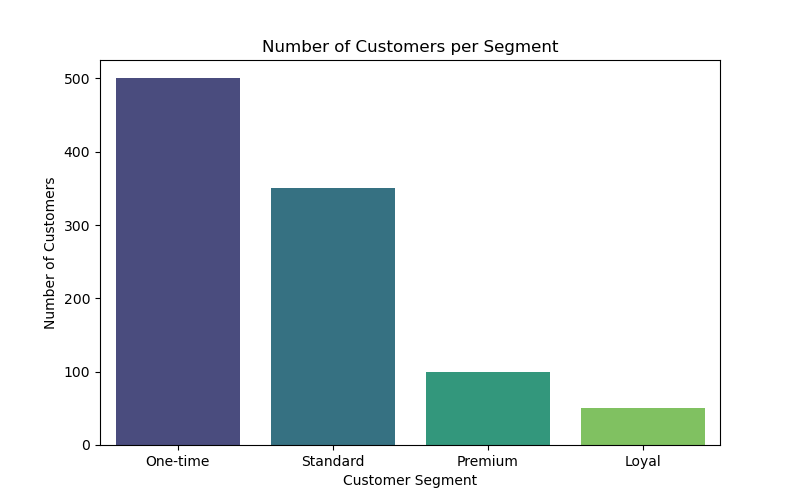 Number of Customers per Segment
Number of Customers
500
400
300
200
100
0
One-time Standard Premium Loyal
Customer Segment